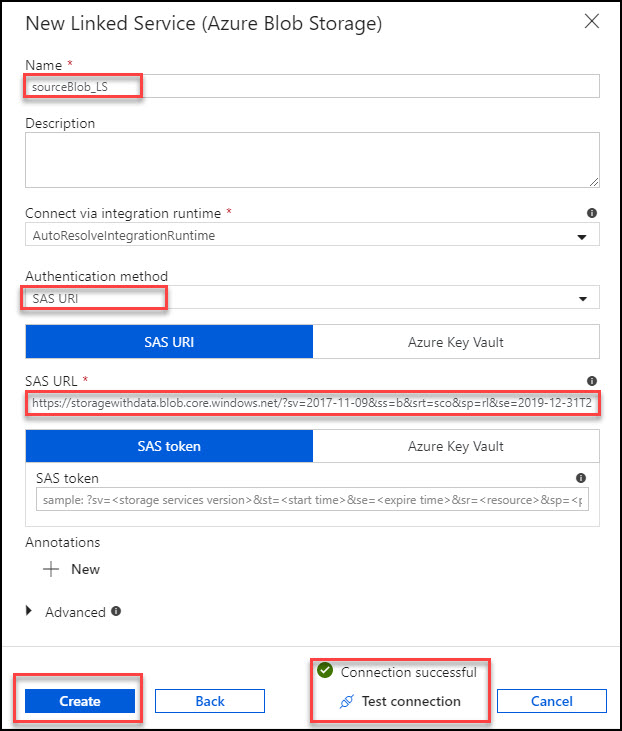 New Linked Service (Azure Blob Storage)
Name *
sourceBlob_LS
Description
Connect via integration runtime *
AutoResolveIntegrationRuntime
Authentication method
SAS URI
SAS URI
Azure Key Vault
SAS URL *
https://storagewithdata.blob.core.windows.net/?sv=2017-11-09&ss=b&srt=sco&sp=rl&se=2019-12-31T2
SAS token
Azure Key Vault
SAS token
sample: ?sv=<storage services version>&st=<start time>&se=<expire time>&sr=<resource>&sp=<p
Annotations
New
Advanced
Connection successful
Create
Back
Test connection
Cancel